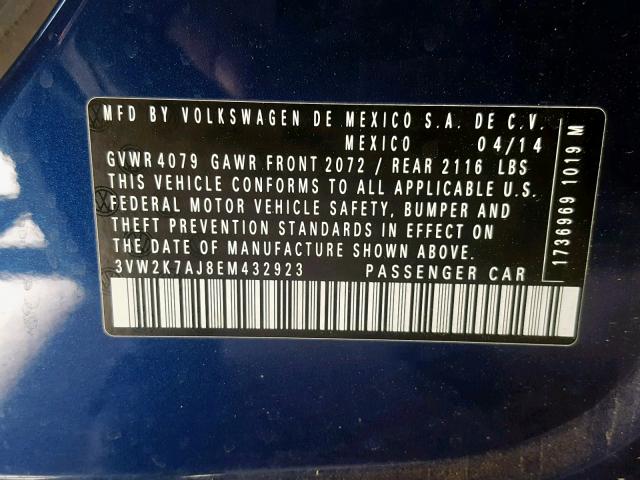 MFD BY VOLKSWAGEN DE MEXICO S.A. DE C.V.
MEXICO 04/14
GVWR 4079 GAWR FRONT 2072 / REAR 2116 LBS
THIS VEHICLE CONFORMS TO ALL APPLICABLE U.S.
FEDERAL MOTOR VEHICLE SAFETY, BUMPER AND
THEFT PREVENTION STANDARDS IN EFFECT ON
THE DATE OF MANUFACTURE SHOWN ABOVE.
3VW2K7AJ8EM432923 PASSENGER CAR
1736969 1019 M